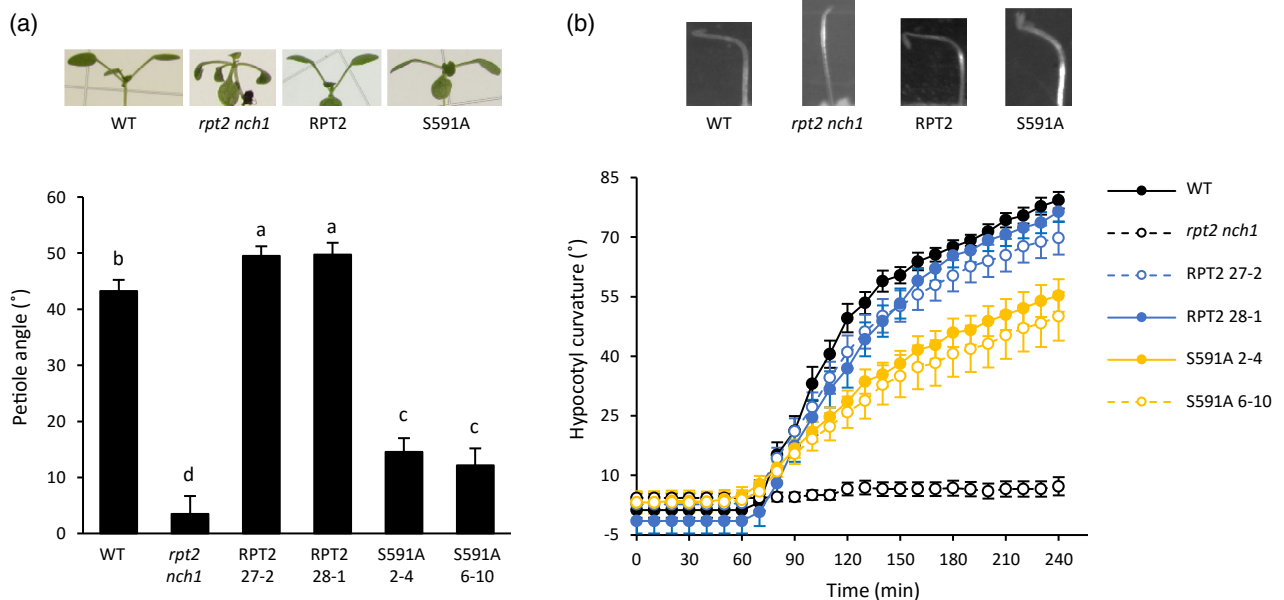 (a)
WT rpt2 nch1 RPT2 S591A
Petiole angle (˚)
60
50
40
30
20
10
0
b
d
a
a
c
c
WT rpt2 RPT2 RPT2 S591A S591A
nch1 27-2 28-1 2-4 6-10
(b)
WT rpt2 nch1 RPT2 S591A
Hypocotyl curvature (˚)
85
70
55
40
25
10
-5
0 30 60 90 120 150 180 210 240
Time (min)
WT
rpt2 nch1
RPT2 27-2
RPT2 28-1
S591A 2-4
S591A 6-10